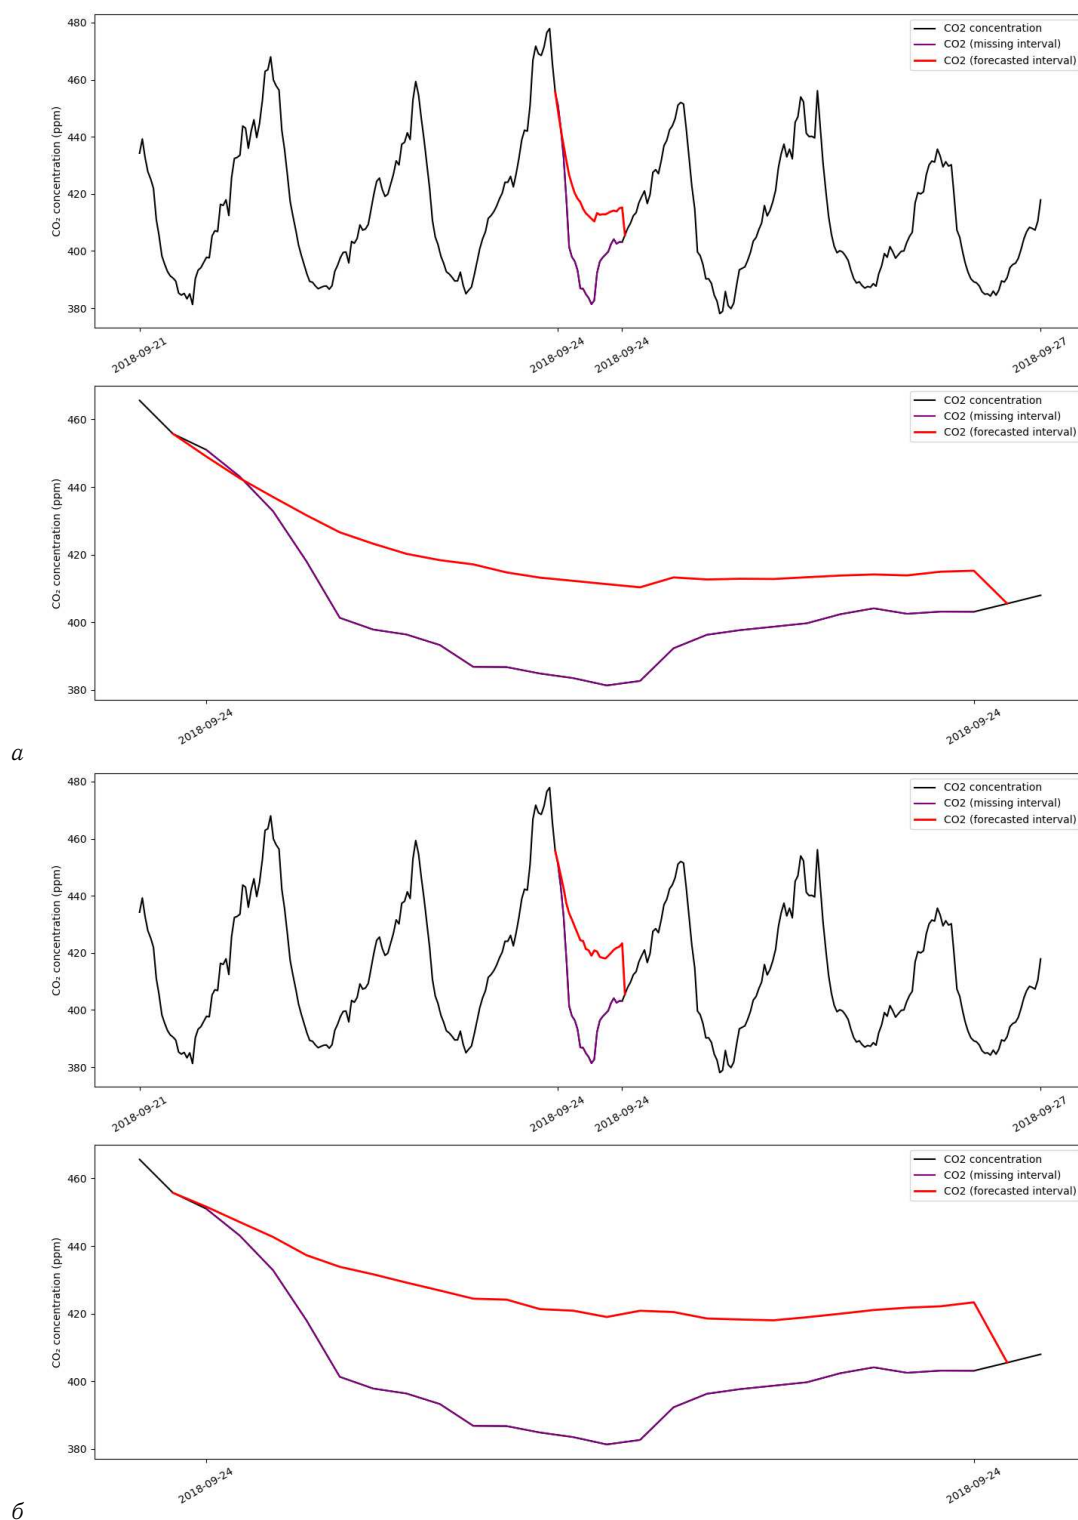 480
460
440
420
400
380
CO₂ concentration (ppm)
CO2 concentration
CO2 (missing interval)
CO2 (forecasted interval)
2018-09-21
2018-09-24
2018-09-24
2018-09-27
460
440
420
400
380
CO₂ concentration (ppm)
CO2 concentration
CO2 (missing interval)
CO2 (forecasted interval)
2018-09-24
2018-09-24
а
480
460
440
420
400
380
CO₂ concentration (ppm)
CO2 concentration
CO2 (missing interval)
CO2 (forecasted interval)
2018-09-21
2018-09-24
2018-09-24
2018-09-27
460
440
420
400
380
CO₂ concentration (ppm)
CO2 concentration
CO2 (missing interval)
CO2 (forecasted interval)
2018-09-24
2018-09-24
б